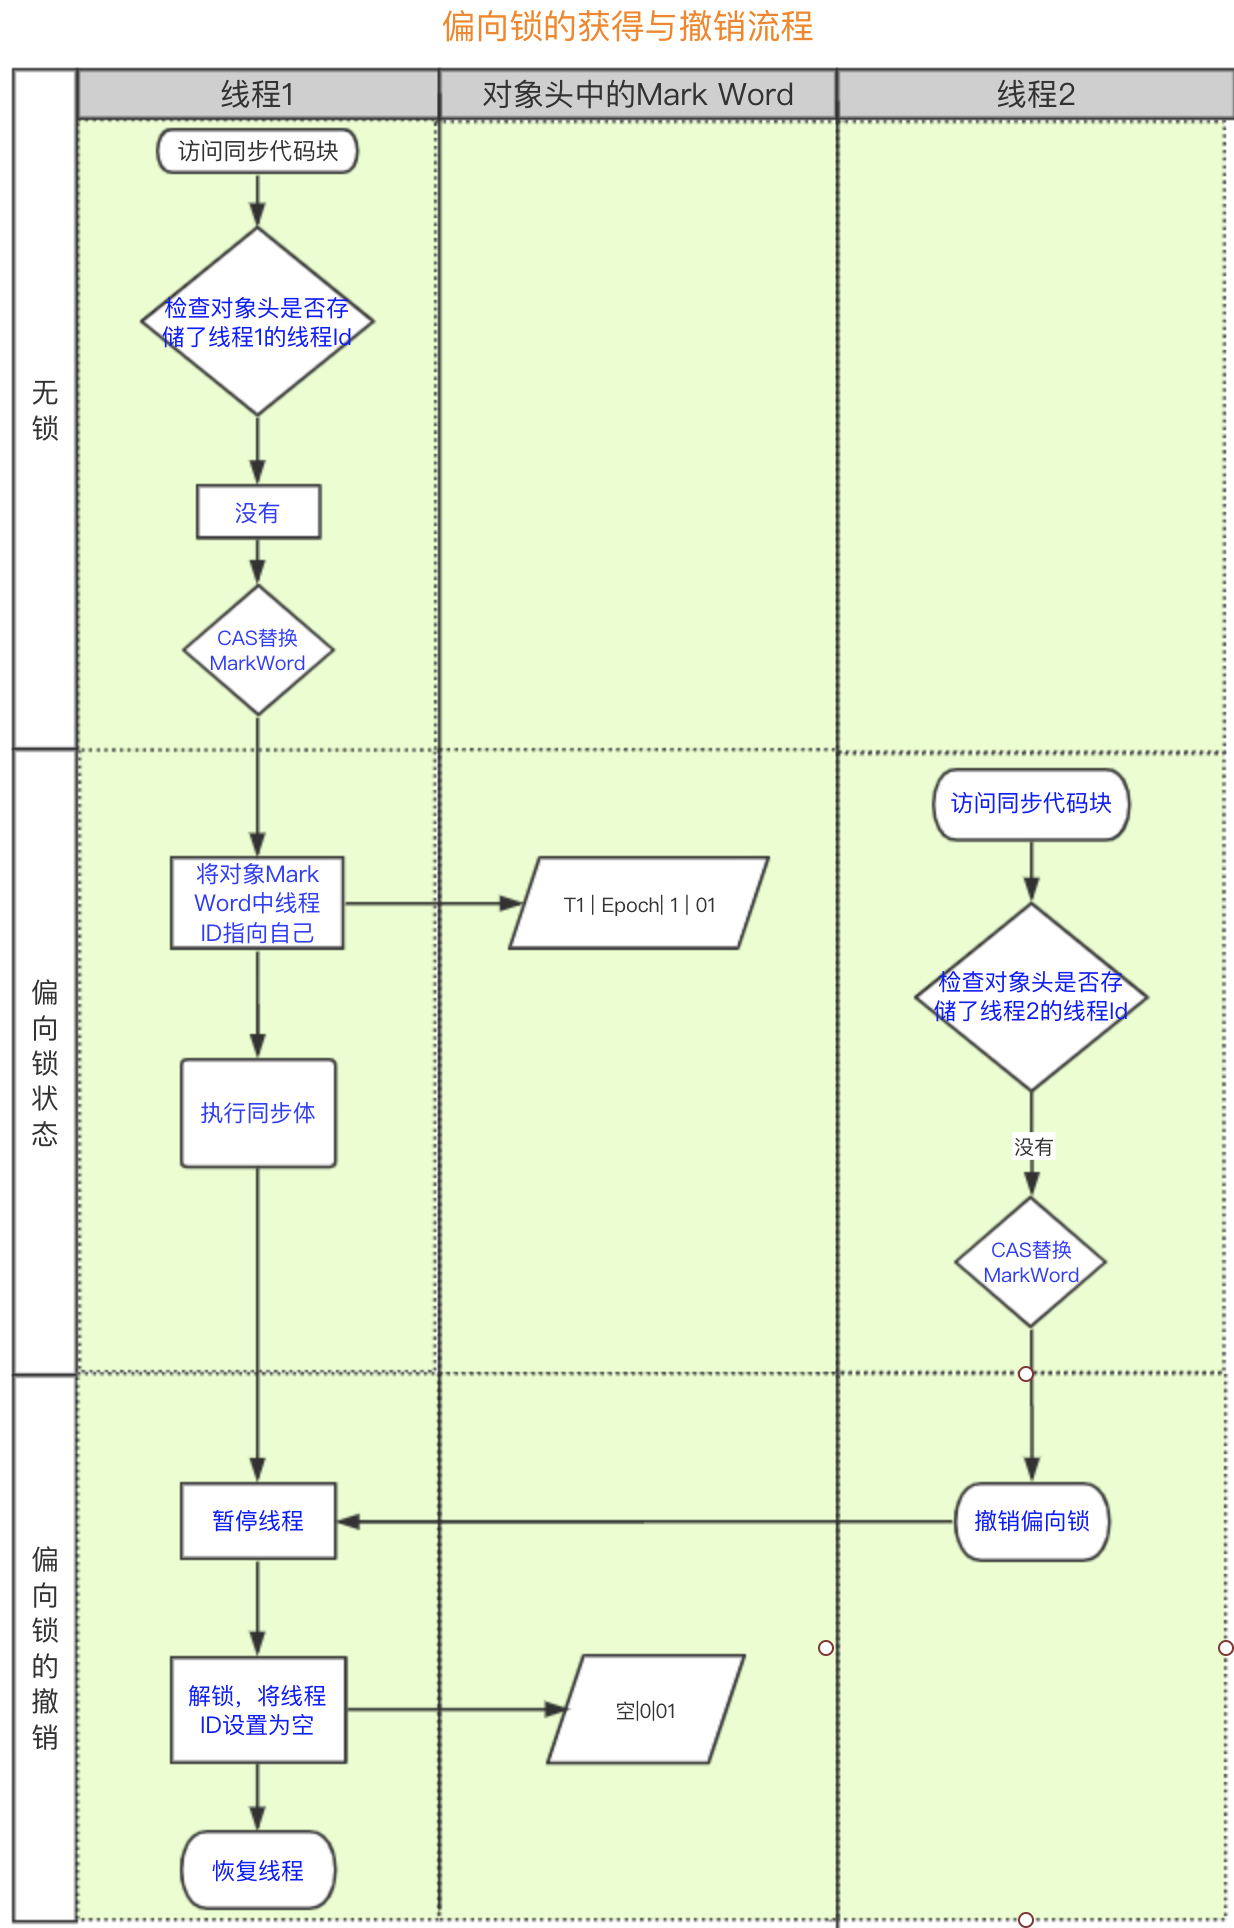 偏向锁的获得与撤销流程
线程1
对象头中的Mark Word
线程2
无
锁
访问同步代码块
检查对象头是否存
储了线程1的线程Id
没有
CAS替换
MarkWord
偏
向
锁
状
态
将对象Mark
Word中线程
ID指向自己
T1 | Epoch| 1 | 01
执行同步体
访问同步代码块
检查对象头是否存
储了线程2的线程Id
没有
CAS替换
MarkWord
偏
向
锁
的
撤
销
暂停线程
撤销偏向锁
解锁，将线程
ID设置为空
空|0|01
恢复线程